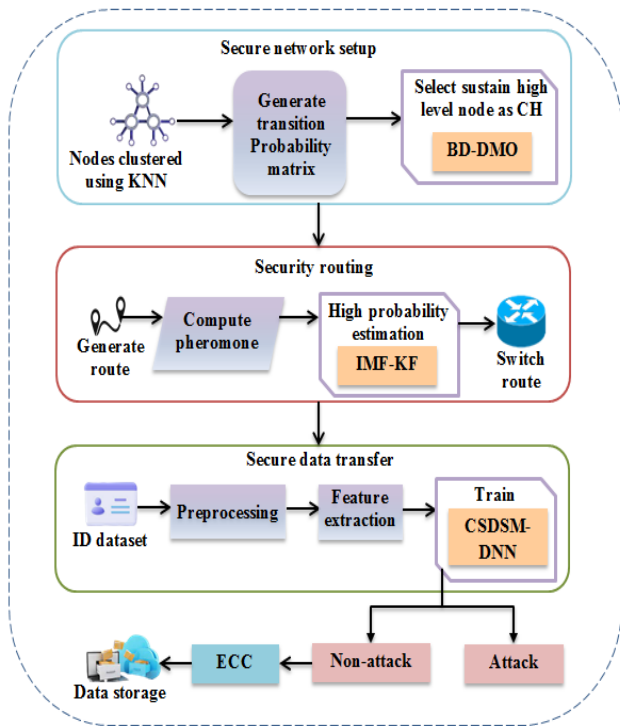 Secure network setup
Nodes clustered
using KNN
Generate
transition
Probability
matrix
Select sustain high
level node as CH
BD-DMO
Security routing
Generate
route
Compute
pheromone
High probability
estimation
IMF-KF
Switch
route
Secure data transfer
ID dataset
Preprocessing
Feature
extraction
Train
CSDSM-
DNN
Data storage
ECC
Non-attack
Attack